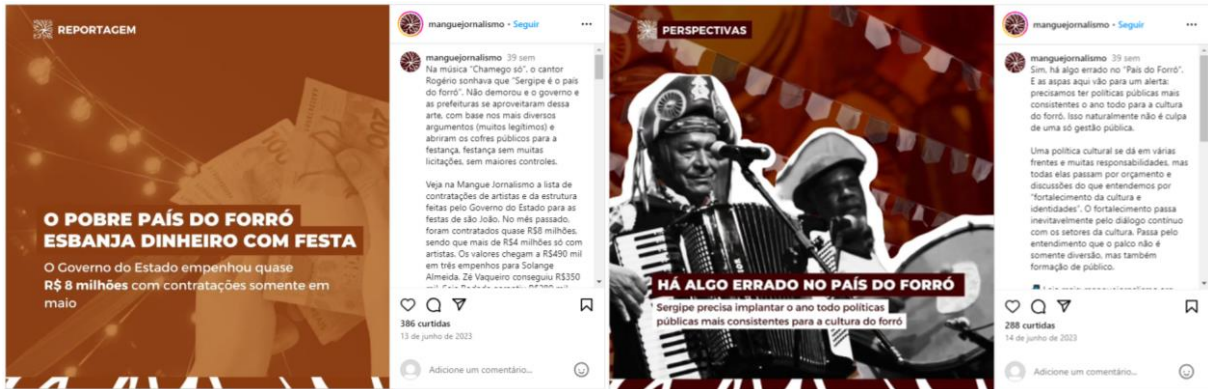 REPORTAGEM
O POBRE PAÍS DO FORRÓ
ESBANJA DINHEIRO COM FESTA
O Governo do Estado empenhou quase
R$ 8 milhões com contratações somente em
maio
manguejornalismo • Seguir
manguejornalismo 39 sem
Na música "Chamego só", o cantor
Rogério sonhava que "Sergipe é o país
do forró". Não demorou e o governo e
as prefeituras se aproveitaram dessa
arte, com base nos mais diversos
argumentos (muitos legítimos) e
abriram os cofres públicos para a
festança, festança sem muitas
licitações, sem maiores controles.
Veja na Mangue Jornalismo a lista de
contratações de artistas e da estrutura
feitas pelo Governo do Estado para as
festas de são João. No mês passado,
foram contratados quase R$8 milhões,
sendo que mais de R$4 milhões só com
artistas. Os valores chegam a R$490 mil
em três empenhos para Solange
Almeida. Zé Vaqueiro conseguiu R$350
386 curtidas
13 de junho de 2023
Adicione um comentário...
PERSPECTIVAS
HÁ ALGO ERRADO NO PAÍS DO FORRÓ
Sergipe precisa implantar o ano todo políticas
públicas mais consistentes para a cultura do forró
manguejornalismo • Seguir
manguejornalismo 39 sem
Sim, há algo errado no "País do Forró".
E as aspas aqui vão para um alerta:
precisamos ter políticas públicas mais
consistentes o ano todo para a cultura
do forró. Isso naturalmente não é culpa
de uma só gestão pública.
Uma política cultural se dá em várias
frentes e muitas responsabilidades, mas
todas elas passam por orçamento e
discussões do que entendemos por
"fortalecimento da cultura e
identidades". O fortalecimento passa
inevitavelmente pelo diálogo contínuo
com os setores da cultura. Passa pelo
entendimento que o palco não é
somente diversão, mas também
formação de público.
288 curtidas
14 de junho de 2023
Adicione um comentário...